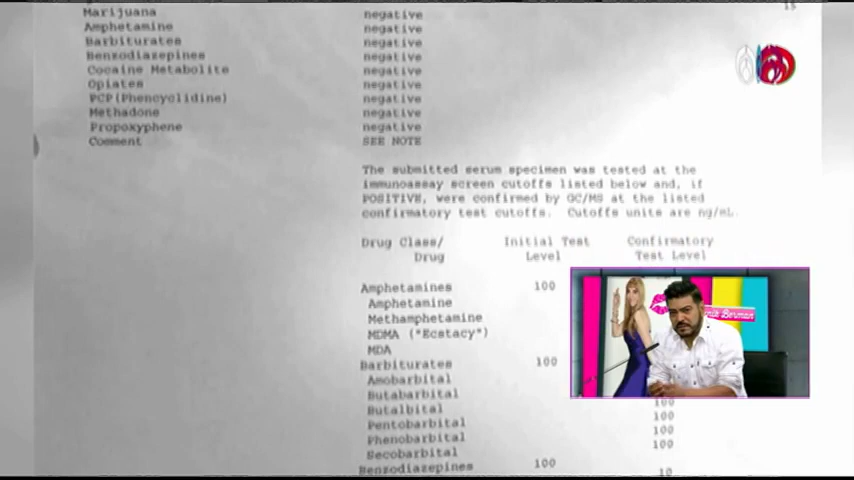 15
Marijuana negative
Amphetamine negative
Barbiturates negative
Benzodiazepines negative
Cocaine Metabolite negative
Opiates negative
PCP(Phencyclidine) negative
Methadone negative
Propoxyphene negative
Comment SEE NOTE
The submitted serum specimen was tested at the
immunoassay screen cutoffs listed below and, if
POSITIVE, were confirmed by GC/MS at the listed
confirmatory test cutoffs. Cutoffs units are ng/mL.
Drug Class/ Initial Test Confirmatory
Drug Level Test Level
Amphetamines 100
Amphetamine
Methamphetamine
MDMA ("Ecstacy")
MDA
Barbiturates 100
Amobarbital
Butabarbital
Butalbital 100
Pentobarbital 100
Phenobarbital 100
Secobarbital 100
Benzodiazepines 100
10
Berman